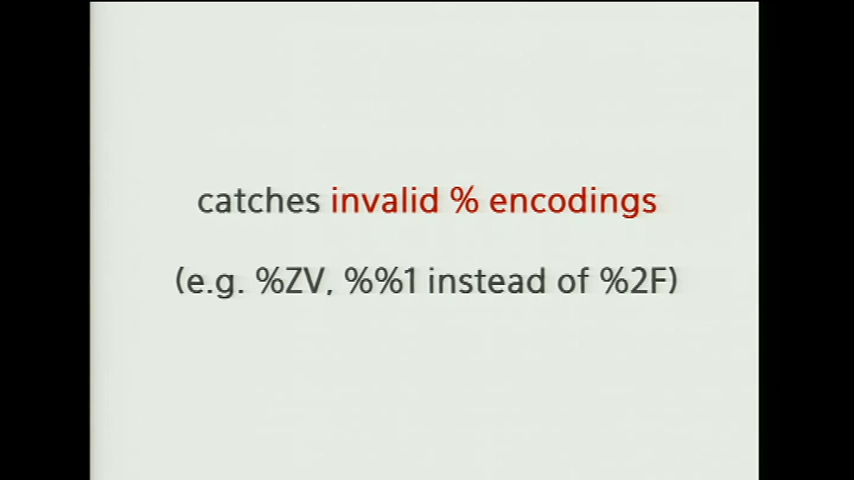 catches invalid % encodings
(e.g. %ZV, %%1 instead of %2F)